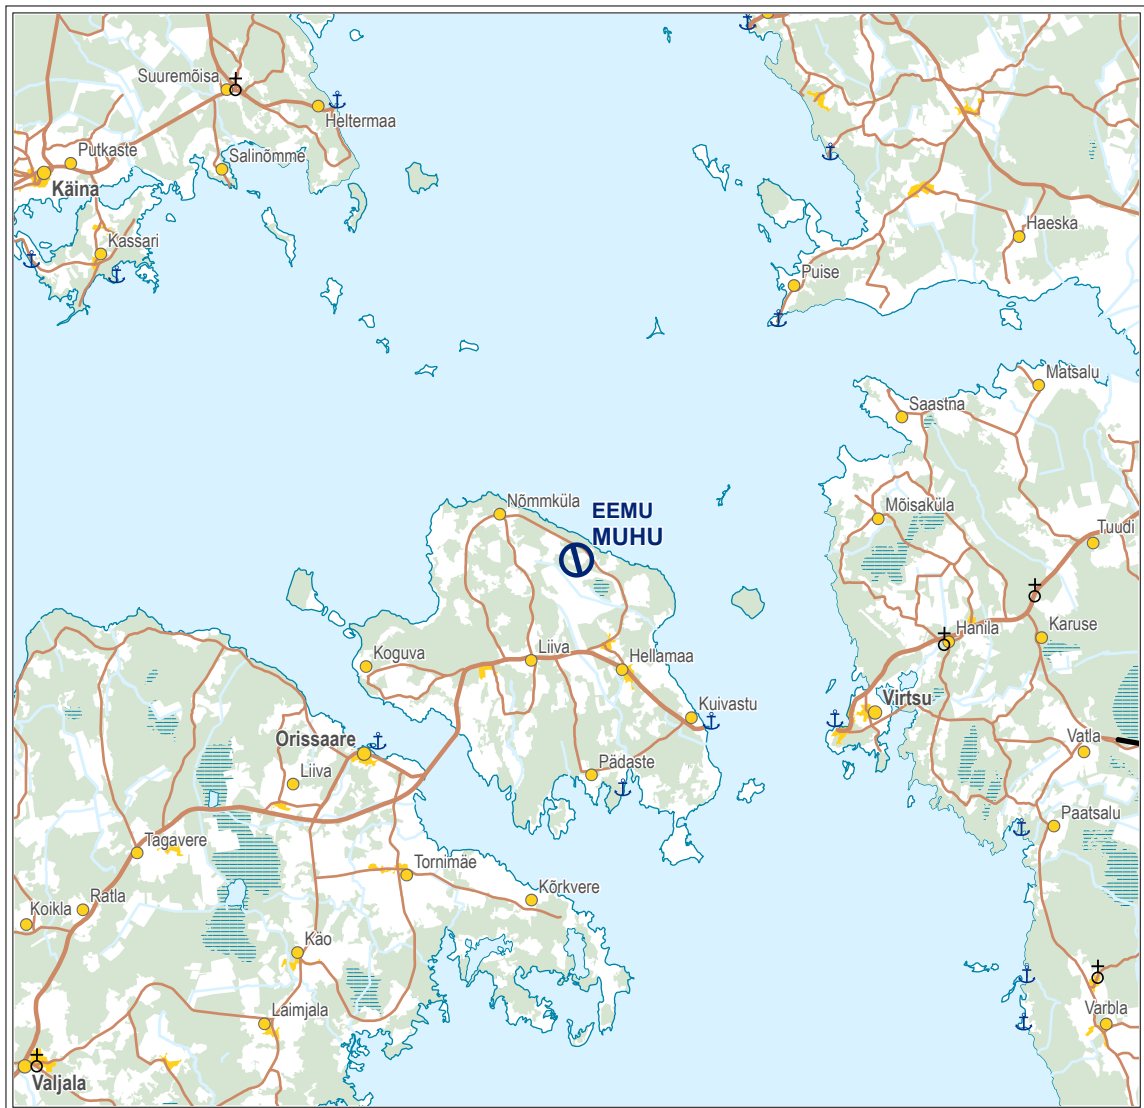 Suuremõisa
Heltermaa
Putkaste
Salinõmme
Käina
Kassari
Haeska
Puise
Matsalu
Saastna
Nõmmküla
EEMU
MUHU
Mõisaküla
Tuudi
Hanila
Karuse
Koguva
Liiva
Hellamaa
Virtsu
Kuivastu
Orissaare
Vatla
Liiva
Pädaste
Paatsalu
Tagavere
Tornimäe
Ratla
Kõrkvere
Koikla
Käo
Laimjala
Varbla
Valjala